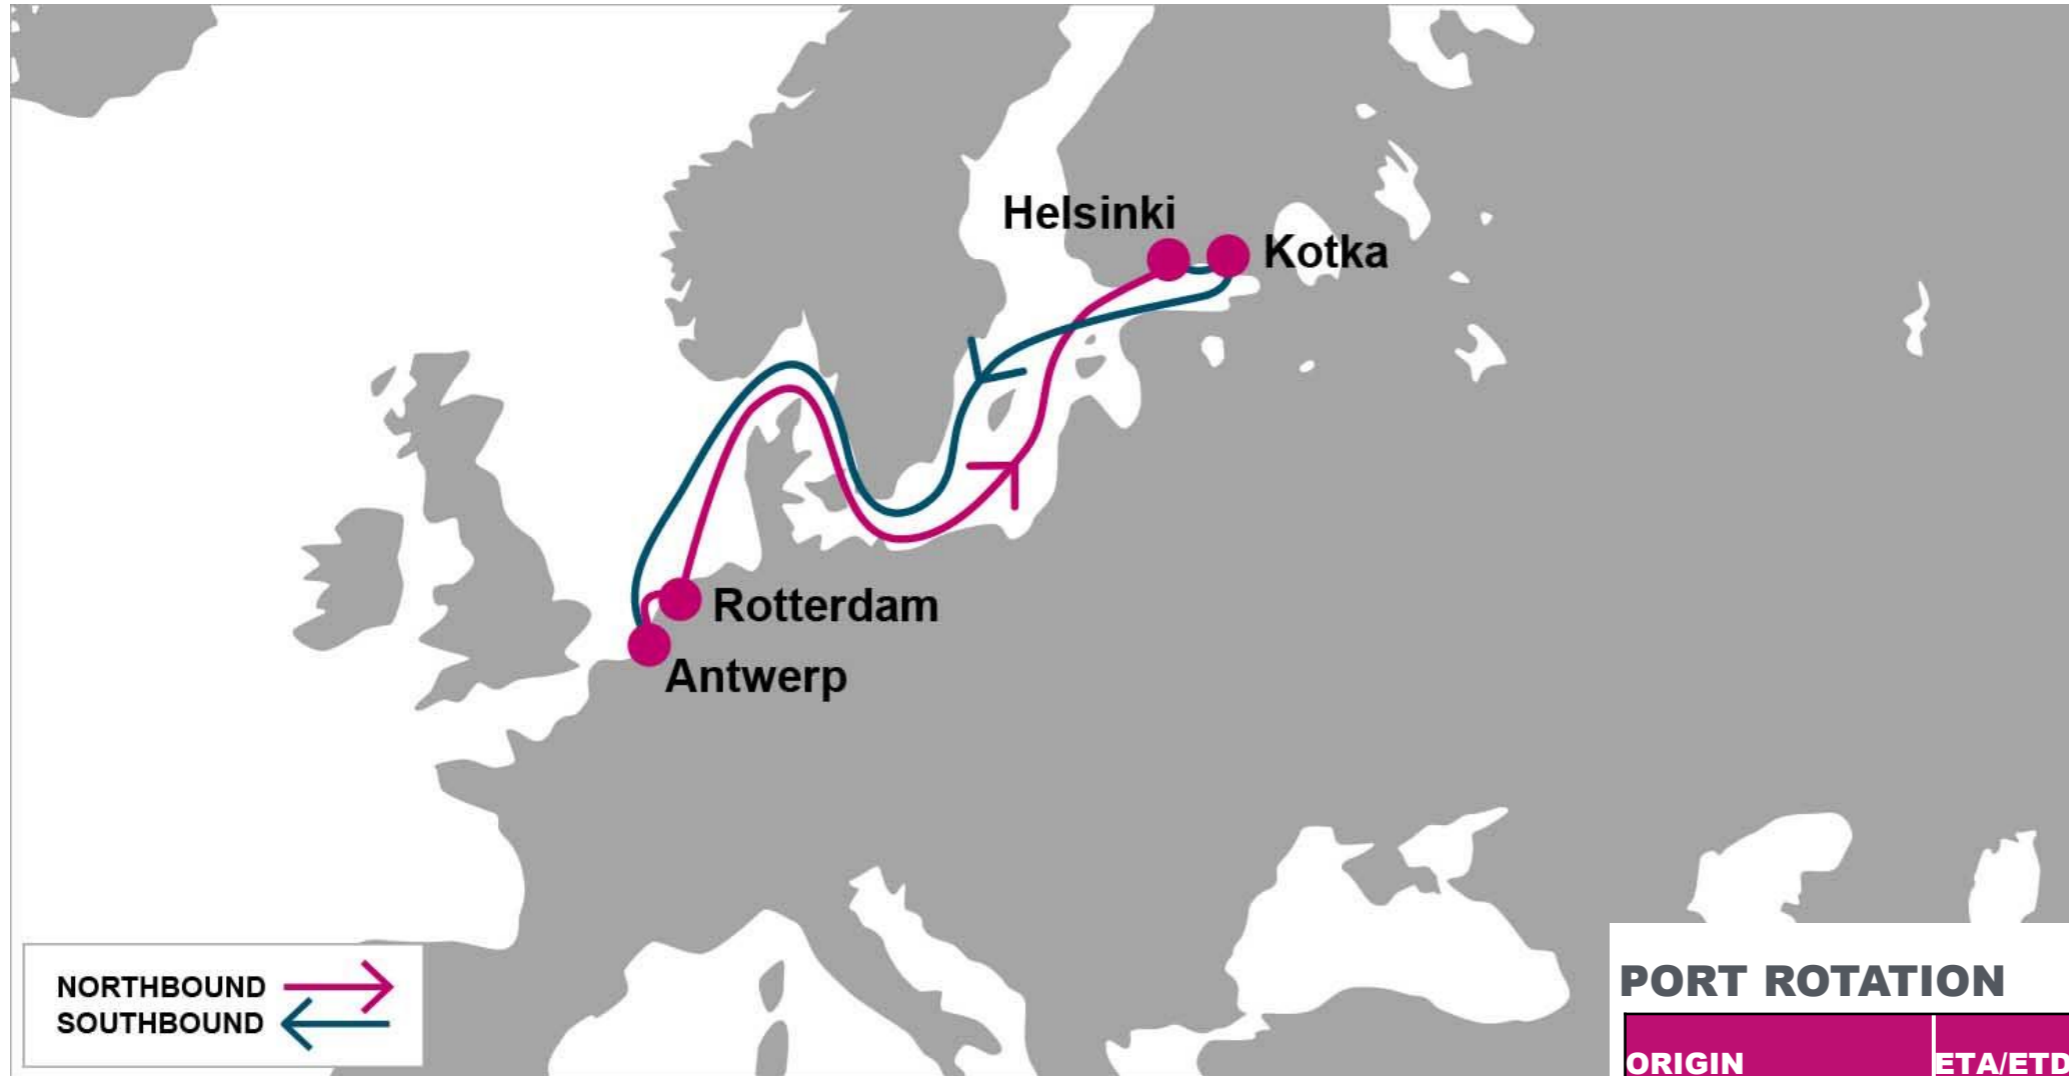 Helsinki
Kotka
Rotterdam
Antwerp
NORTHBOUND
SOUTHBOUND
PORT ROTATION
ORIGIN ETA/ETD